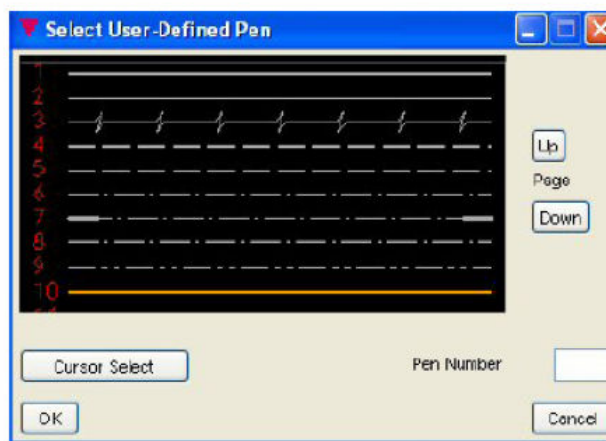 Select User-Defined Pen
1
2
3
4
5
6
7
8
9
10
Up
Page
Down
Cursor Select
Pen Number
OK
Cancel